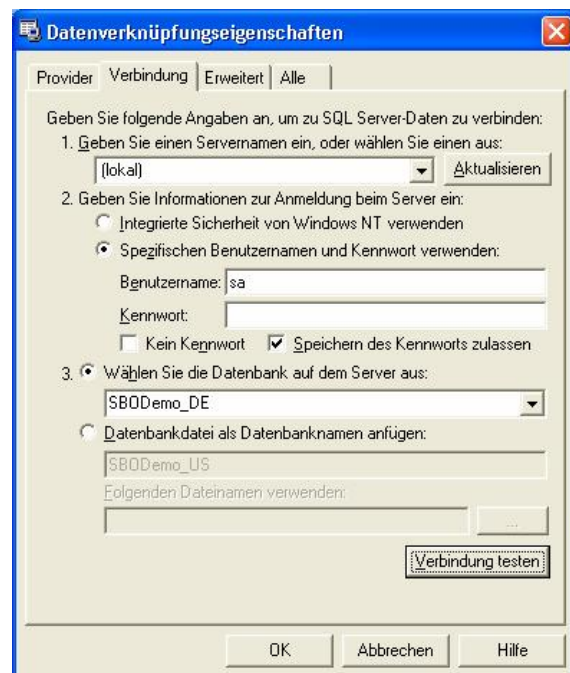 Datenverknüpfungseigenschaften
Provider Verbindung Erweitert Alle
Geben Sie folgende Angaben an, um zu SQL Server-Daten zu verbinden:
1. Geben Sie einen Servernamen ein, oder wählen Sie einen aus:
(lokal) Aktualisieren
2. Geben Sie Informationen zur Anmeldung beim Server ein:
Integrierte Sicherheit von Windows NT verwenden
Spezifischen Benutzernamen und Kennwort verwenden:
Benutzername: sa
Kennwort:
Kein Kennwort Speichern des Kennworts zulassen
3. Wählen Sie die Datenbank auf dem Server aus:
SBODemo_DE
Datenbankdatei als Datenbanknamen anfügen:
SBODemo_US
Folgenden Dateinamen verwenden:
...
Verbindung testen
OK Abbrechen Hilfe